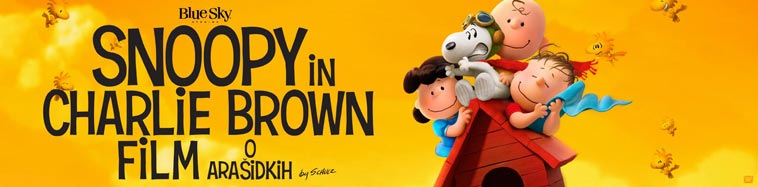 BLUE SKY
STUDIOS
SNOOPY IN
CHARLIE BROWN
FILM O ARAŠIDKIH by SCHULZ